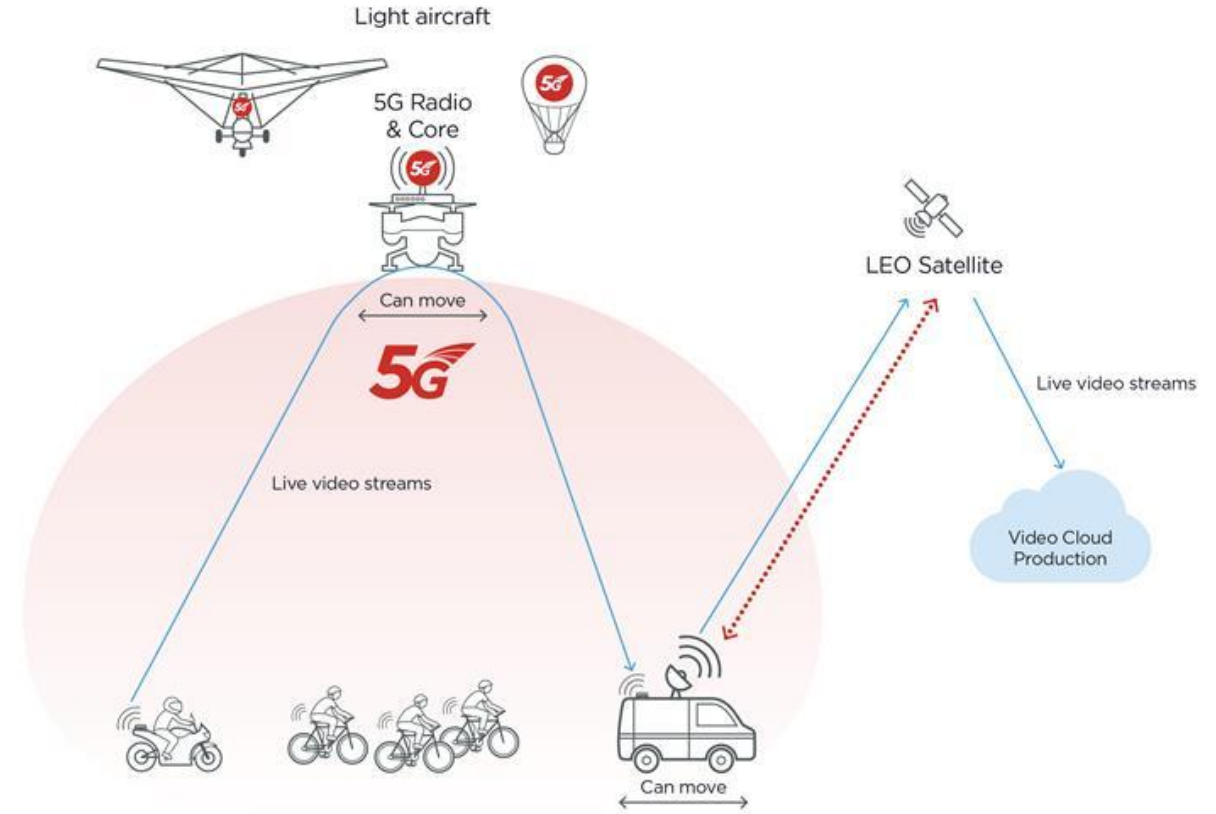 Light aircraft
5G
5G
5G Radio
& Core
5G
LEO Satellite
Can move
5G
Live video streams
Live video streams
Video Cloud
Production
Can move